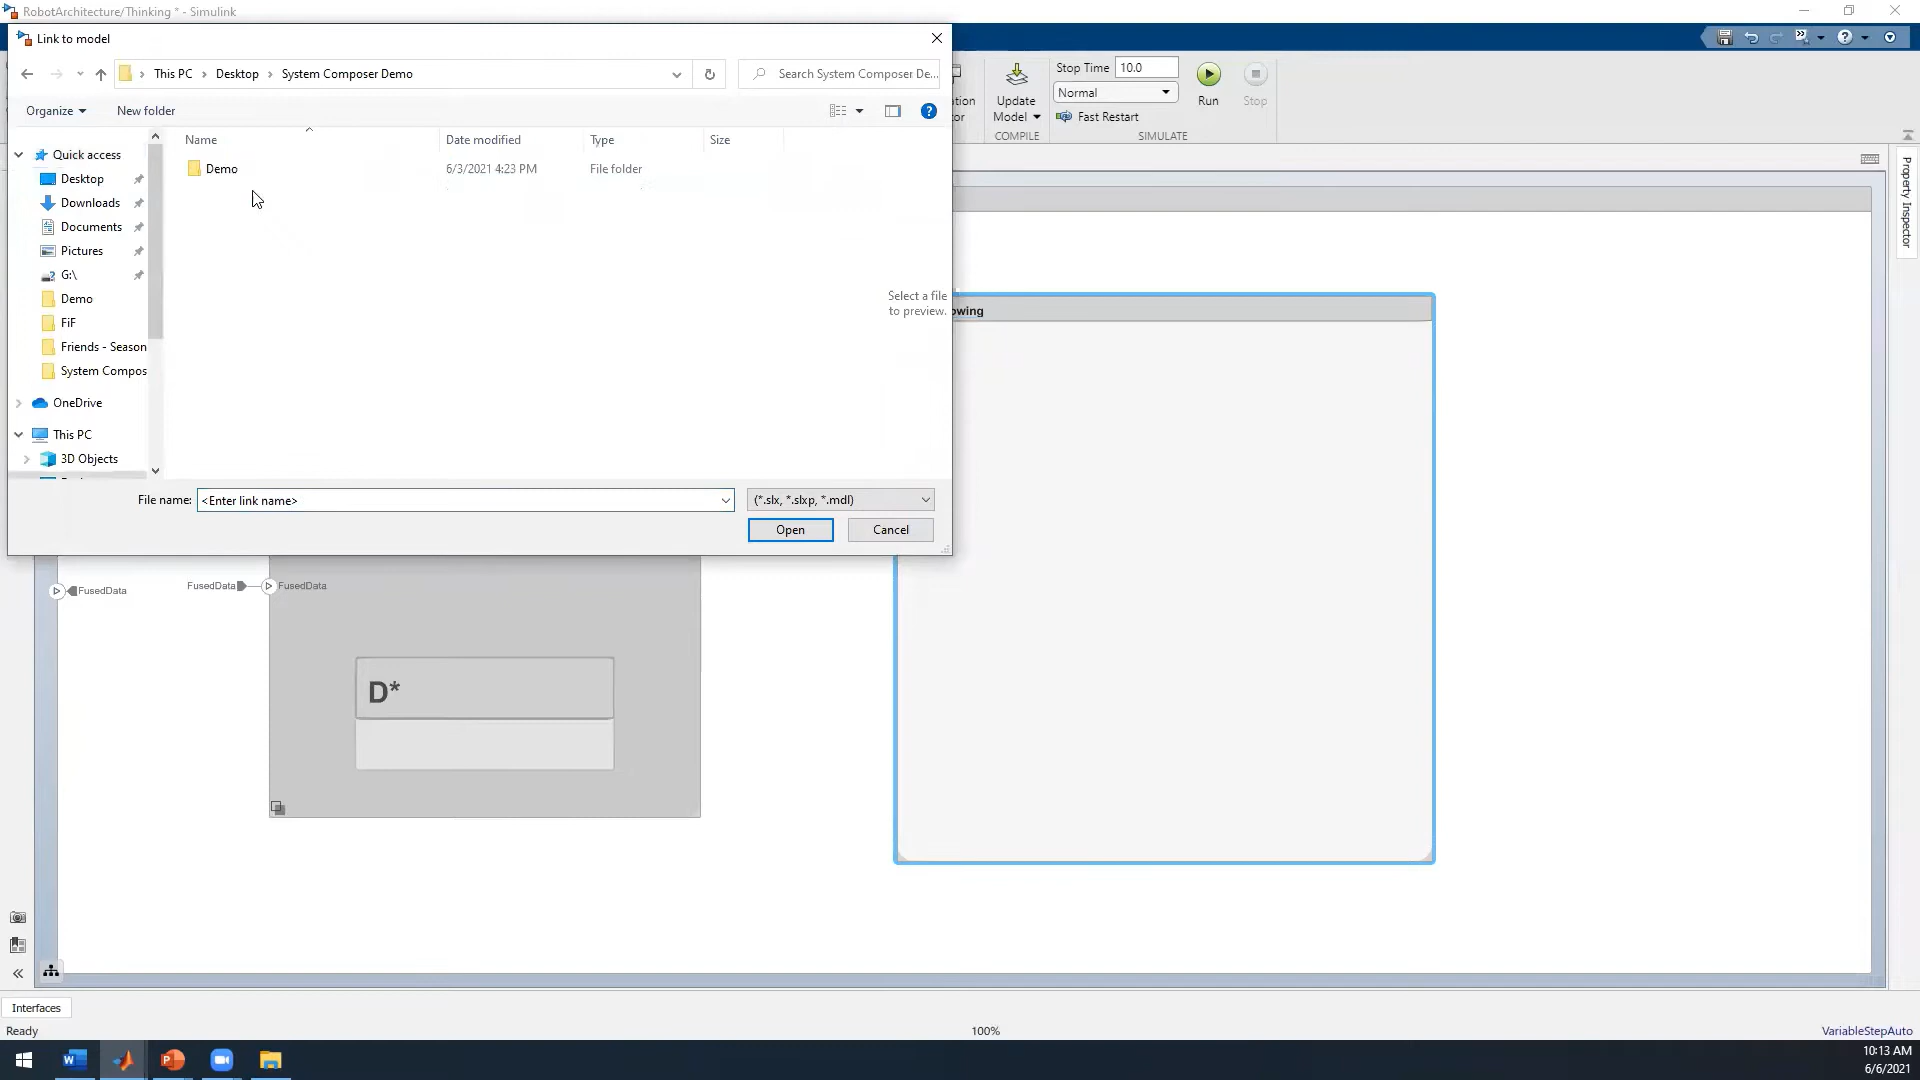 RobotArchitecture/Thinking * - Simulink
Link to model
This PC
Desktop
System Composer Demo
Search System Composer De...
Organize
New folder
Name
Date modified
Type
Size
Demo
6/3/2021 4:23 PM
File folder
Quick access
Desktop
Downloads
Documents
Pictures
G:\
Demo
FiF
Friends - Season
System Compos
OneDrive
This PC
3D Objects
Select a file
to preview.
File name:
<Enter link name>
(*.slx, *.slxp, *.mdl)
Open
Cancel
Update
Model
COMPILE
Stop Time
10.0
Normal
Fast Restart
Run
Stop
SIMULATE
Property Inspector
owing
FusedData
FusedData
FusedData
D*
Interfaces
Ready
100%
VariableStepAuto
10:13 AM
6/6/2021